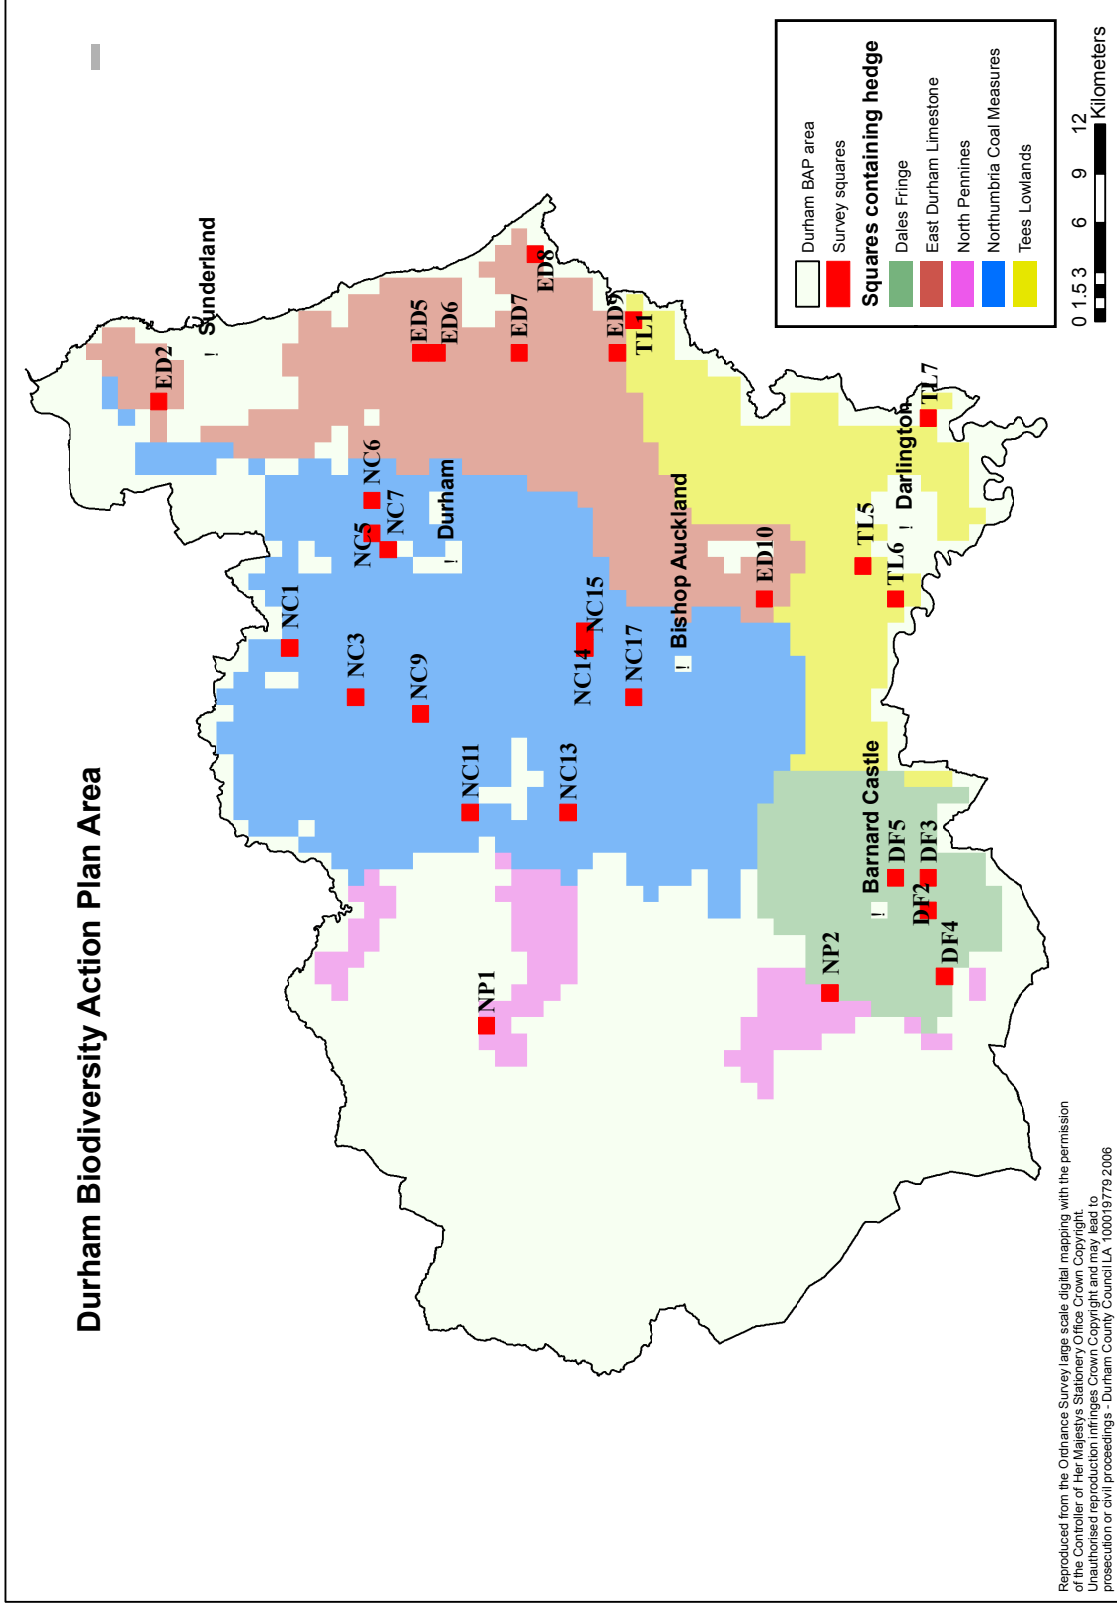 Durham Biodiversity Action Plan Area
Sunderland
ED2
NC1
NC6
NC5
NC7
NC3
Durham
ED5
ED6
NC9
NC11
NP1
ED7
ED8
NC13
NC14
NC15
ED9
TL1
NC17
Bishop Auckland
ED10
NP2
TL5
Barnard Castle
DF5
TL6
Darlington
DF2
DF3
TL7
DF4
Durham BAP area
Survey squares
Squares containing hedge
Dales Fringe
East Durham Limestone
North Pennines
Northumbria Coal Measures
Tees Lowlands
0 1.5 3 6 9 12
Kilometers
Reproduced from the Ordnance Survey large scale digital mapping with the permission
of the Controller of Her Majestys Stationery Office Crown Copyright.
Unauthorised reproduction infringes Crown Copyright and may lead to
prosecution or civil proceedings - Durham County Council LA 100019779 2006